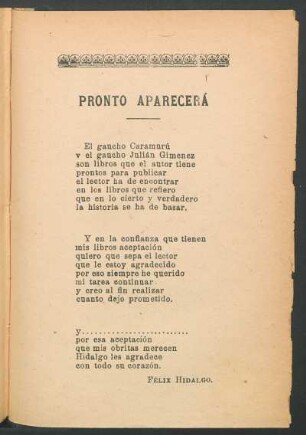 PRONTO APARECERÁ
El gaucho Caramurú
y el gaucho Julián Gimenez
son libros que el autor tiene
prontos para publicar
el lector ha de encontrar
en los libros que refiero
que en lo cierto y verdadero
la historia se ha de basar.
Y en la confianza que tienen
mis libros aceptación
quiero que sepa el lector
que le estoy agradecido
por eso siempre he querido
mi tarea continuar
y creo al fin realizar
cuanto dejo prometido.
y...........................
por esa aceptación
que mis obritas merecen
Hidalgo les agradece
con todo su corazón.
FÉLIX HIDALGO.